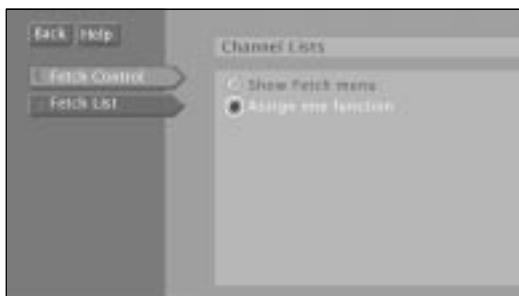 Back Help
Channel Lists
Fetch Control
Fetch List
Show Fetch menu
Assign one function